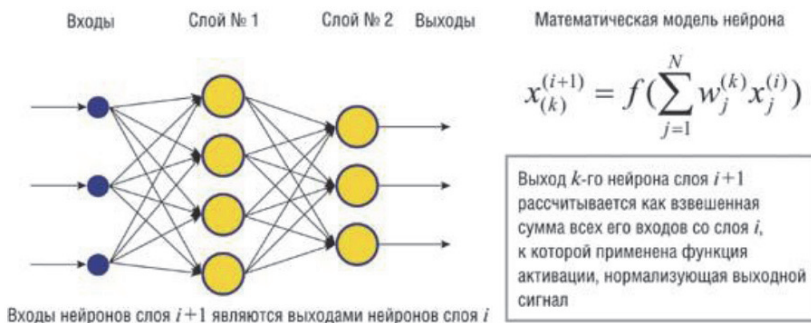 Входы
Слой № 1
Слой № 2
Выходы
Математическая модель нейрона
x_{(k)}^{(i+1)} = f(\sum_{j=1}^{N} w_j^{(k)} x_j^{(i)})
Выход k-го нейрона слоя i+1
рассчитывается как взвешенная
сумма всех его входов со слоя i,
к которой применена функция
активации, нормализующая выходной
сигнал
Входы нейронов слоя i+1 являются выходами нейронов слоя i